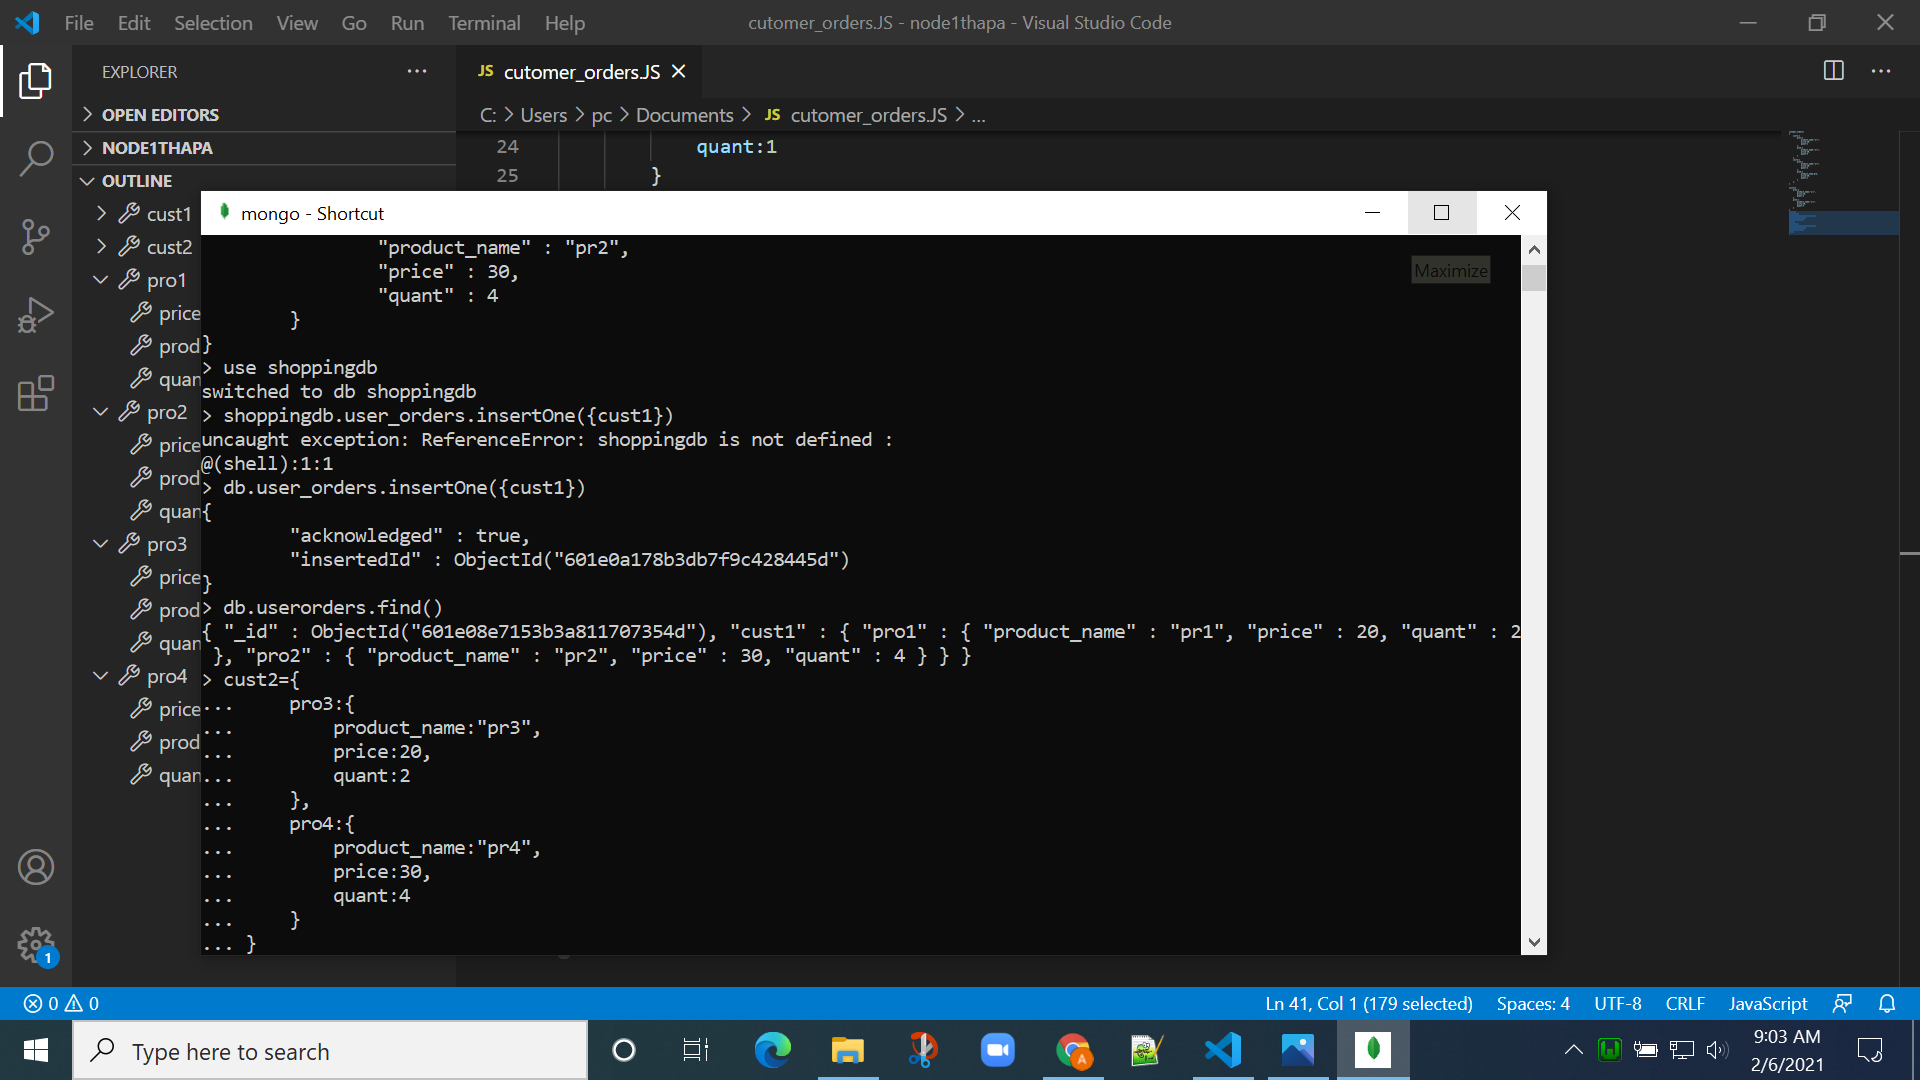 File Edit Selection View Go Run Terminal Help
cutomer_orders.JS - node1thapa - Visual Studio Code
EXPLORER
JS cutomer_orders.JS
OPEN EDITORS
C: > Users > pc > Documents > JS cutomer_orders.JS > ...
NODE1THAPA
24 quant:1
25 }
OUTLINE
cust1
cust2
pro1
price
prod
quan
pro2
price
prod
quan
pro3
price
prod
quan
pro4
price
prod
quan
mongo - Shortcut
Maximize
"product_name" : "pr2",
"price" : 30,
"quant" : 4
}
}
> use shoppingdb
switched to db shoppingdb
> shoppingdb.user_orders.insertOne({cust1})
uncaught exception: ReferenceError: shoppingdb is not defined :
@(shell):1:1
> db.user_orders.insertOne({cust1})
{
"acknowledged" : true,
"insertedId" : ObjectId("601e0a178b3db7f9c428445d")
}
> db.userorders.find()
{ "_id" : ObjectId("601e08e7153b3a811707354d"), "cust1" : { "pro1" : { "product_name" : "pr1", "price" : 20, "quant" : 2
}, "pro2" : { "product_name" : "pr2", "price" : 30, "quant" : 4 } } }
> cust2={
... pro3:{
... product_name:"pr3",
... price:20,
... quant:2
... },
... pro4:{
... product_name:"pr4",
... price:30,
... quant:4
... }
... }
1
0 0
Ln 41, Col 1 (179 selected) Spaces: 4 UTF-8 CRLF JavaScript
Type here to search
A
9:03 AM
2/6/2021